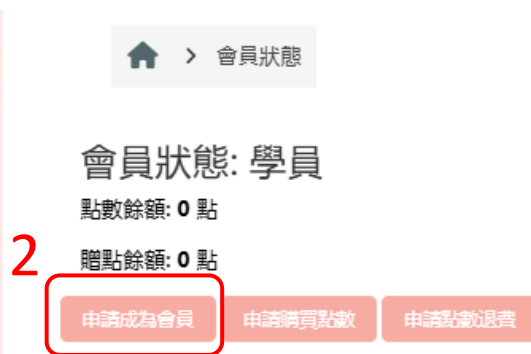 > 會員狀態
會員狀態: 學員
點數餘額: 0 點
2
贈點餘額: 0 點
申請成為會員 申請購買點數 申請點數退費